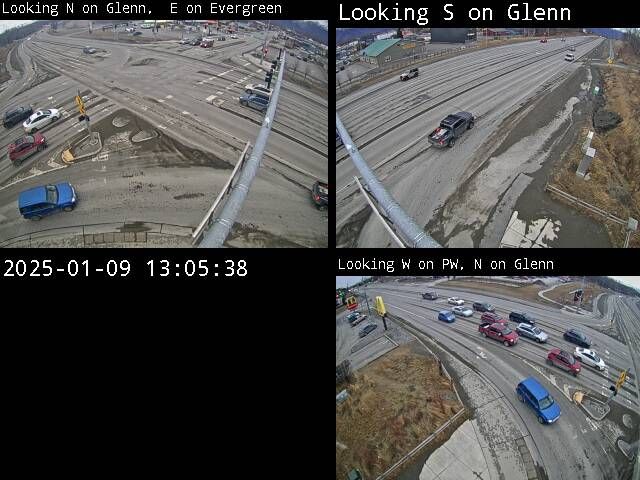 Looking N on Glenn,  E on Evergreen
Looking S on Glenn
2025-01-09 13:05:38
Looking W on PW, N on Glenn